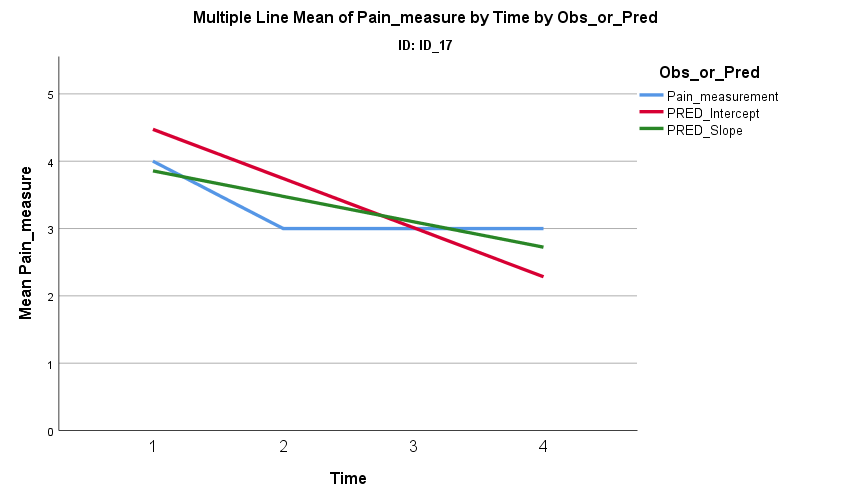 Multiple Line Mean of Pain_measure by Time by Obs_or_Pred
ID: ID_17
Obs_or_Pred
Pain_measurement
PRED_Intercept
PRED_Slope
Mean Pain_measure
5
4
3
2
1
0
1 2 3 4
Time